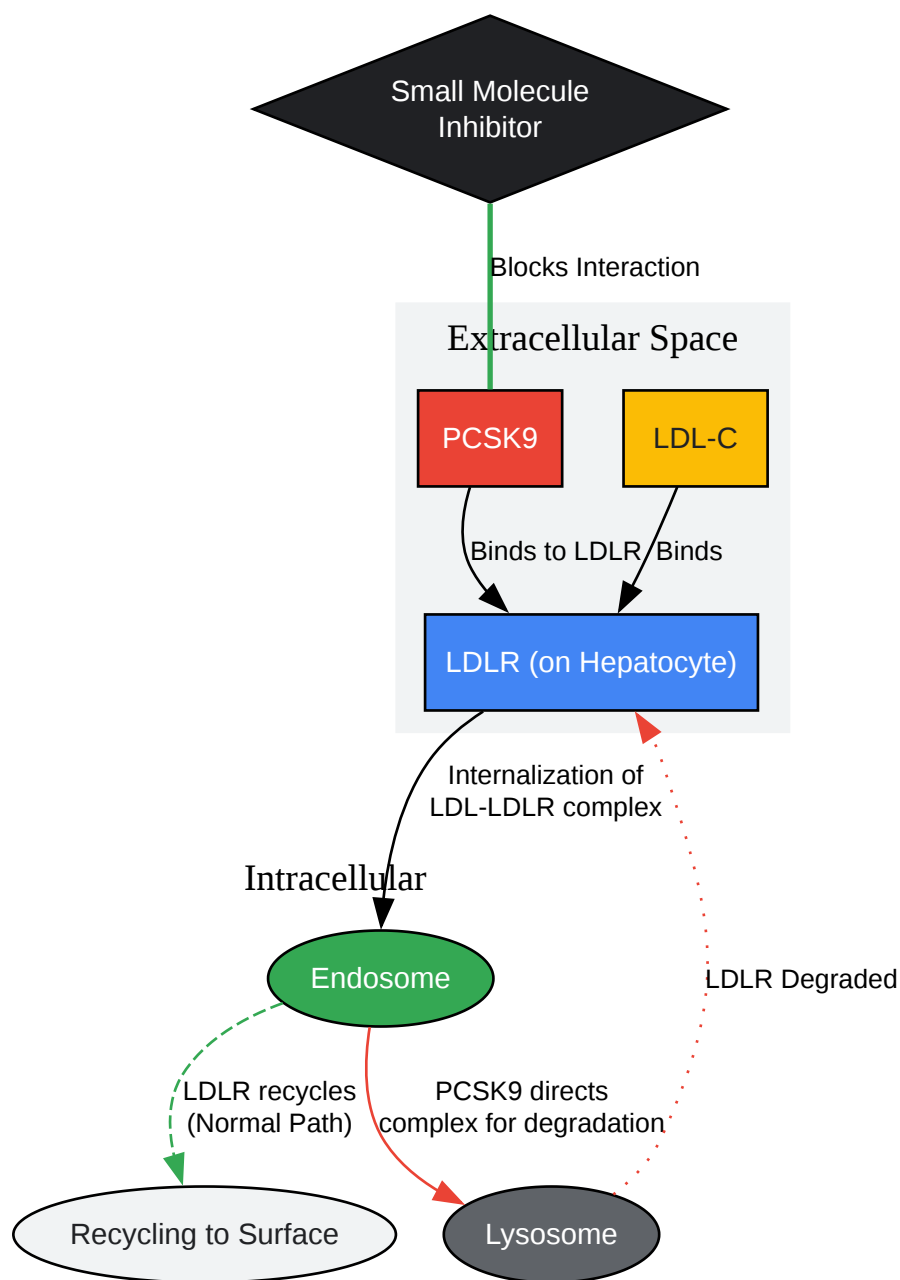 Small Molecule
Inhibitor
Blocks Interaction
Extracellular Space
PCSK9
LDL-C
Binds to LDLR
Binds
LDLR (on Hepatocyte)
Internalization of
LDL-LDLR complex
Intracellular
Endosome
LDLR Degraded
LDLR recycles
(Normal Path)
PCSK9 directs
complex for degradation
Recycling to Surface
Lysosome